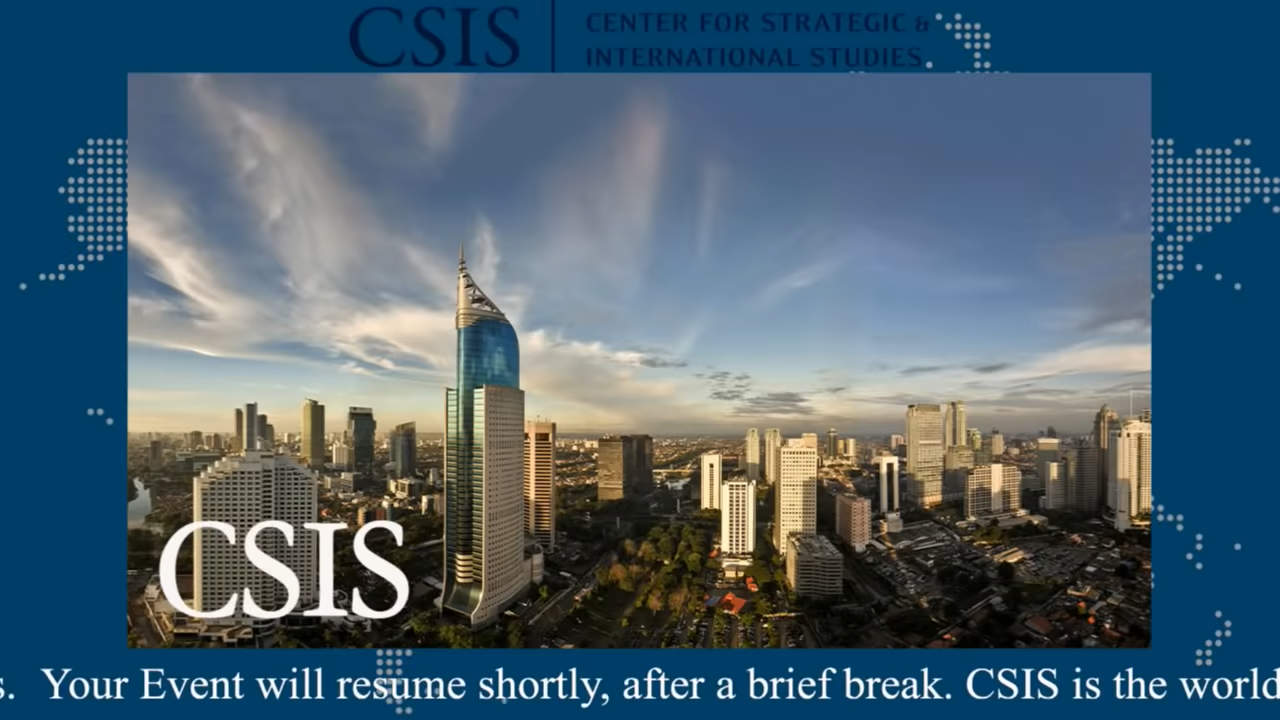 CSIS
CENTER FOR STRATEGIC &
INTERNATIONAL STUDIES
CSIS
s. Your Event will resume shortly, after a brief break. CSIS is the world